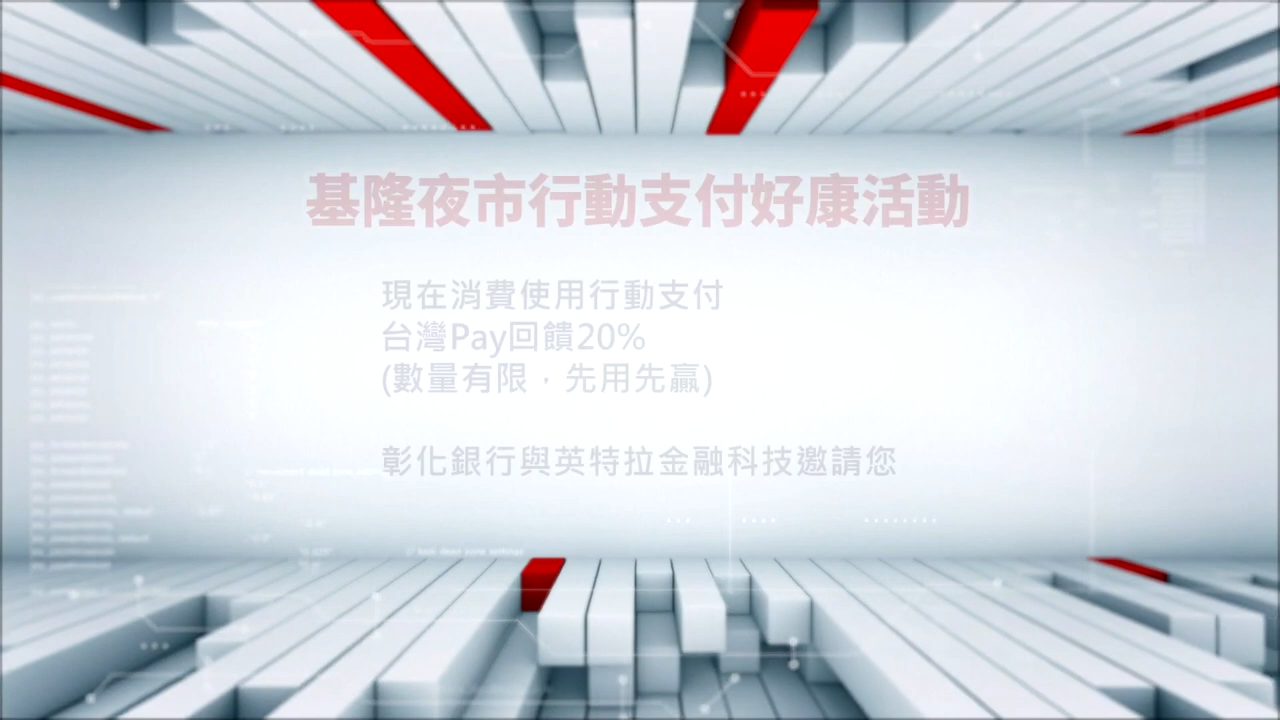 基隆夜市行動支付好康活動
現在消費使用行動支付
台灣Pay回饋20%
(數量有限，先用先贏)
彰化銀行與英特拉金融科技邀請您